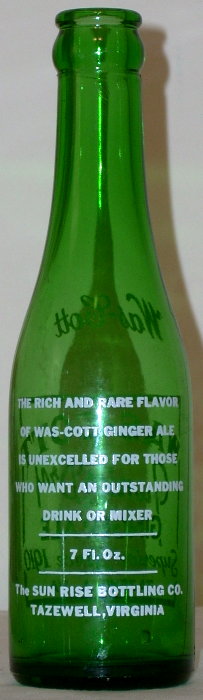 THE RICH AND RARE FLAVOR
OF WAS-COTT GINGER ALE
IS UNEXCELLED FOR THOSE
WHO WANT AN OUTSTANDING
DRINK OR MIXER
7 Fl. Oz.
The SUN RISE BOTTLING CO.
TAZEWELL, VIRGINIA